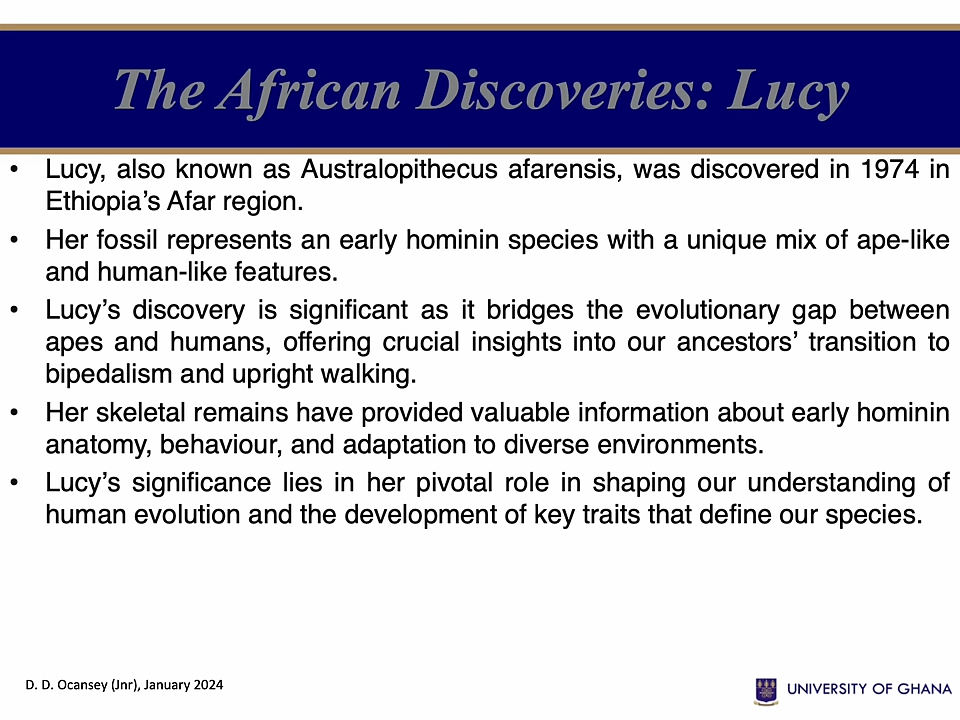 The African Discoveries: Lucy
• Lucy, also known as Australopithecus afarensis, was discovered in 1974 in
Ethiopia’s Afar region.
• Her fossil represents an early hominin species with a unique mix of ape-like
and human-like features.
• Lucy’s discovery is significant as it bridges the evolutionary gap between
apes and humans, offering crucial insights into our ancestors’ transition to
bipedalism and upright walking.
• Her skeletal remains have provided valuable information about early hominin
anatomy, behaviour, and adaptation to diverse environments.
• Lucy’s significance lies in her pivotal role in shaping our understanding of
human evolution and the development of key traits that define our species.
D. D. Ocansey (Jnr), January 2024
UNIVERSITY OF GHANA